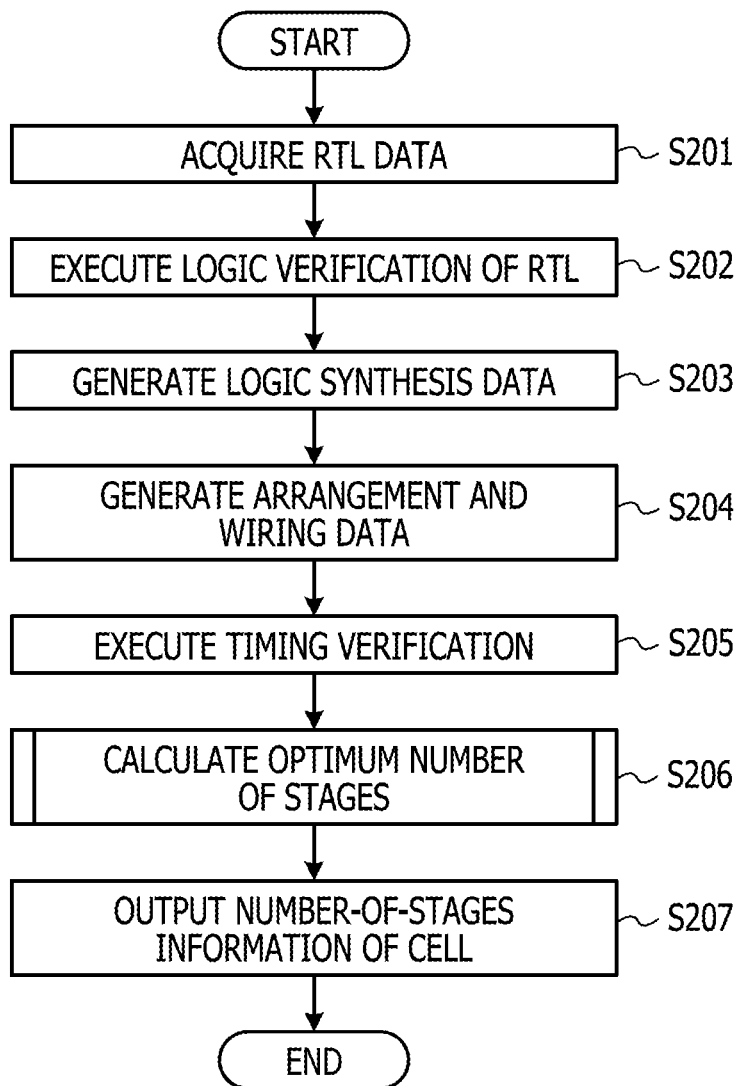 START
ACQUIRE RTL DATA
S201
EXECUTE LOGIC VERIFICATION OF RTL
S202
GENERATE LOGIC SYNTHESIS DATA
S203
GENERATE ARRANGEMENT AND
WIRING DATA
S204
EXECUTE TIMING VERIFICATION
S205
CALCULATE OPTIMUM NUMBER
OF STAGES
S206
OUTPUT NUMBER-OF-STAGES
INFORMATION OF CELL
S207
END